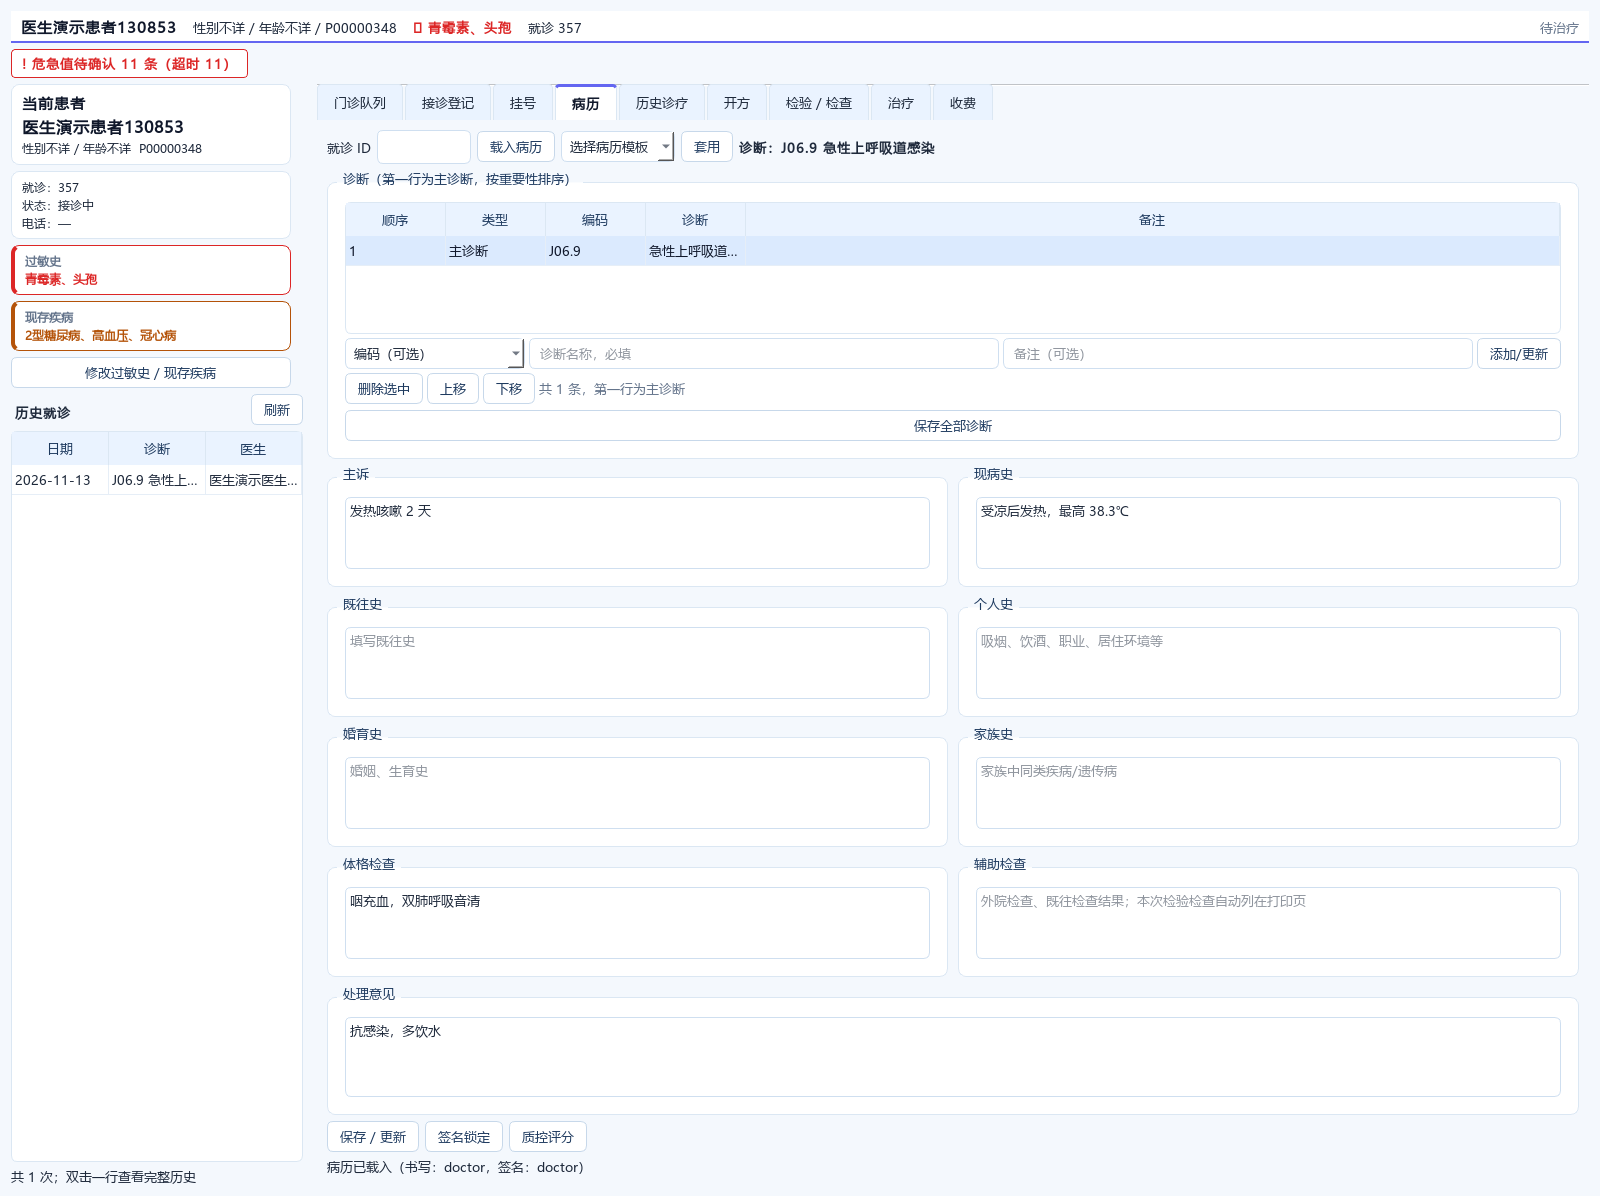 医生演示患者130853 性别不详 / 年龄不详 / P00000348 青霉素、头孢 就诊 357 待治疗
! 危急值待确认 11 条（超时 11）
当前患者
医生演示患者130853
性别不详 / 年龄不详 P00000348
就诊：357
状态：接诊中
电话：—
过敏史
青霉素、头孢
现存疾病
2型糖尿病、高血压、冠心病
修改过敏史 / 现存疾病
历史就诊 刷新
日期 诊断 医生
2026-11-13 J06.9 急性上... 医生演示医生...
共 1 次；双击一行查看完整历史
门诊队列 接诊登记 挂号 病历 历史诊疗 开方 检验 / 检查 治疗 收费
就诊 ID 载入病历 选择病历模板 套用 诊断：J06.9 急性上呼吸道感染
诊断（第一行为主诊断，按重要性排序）
顺序 类型 编码 诊断 备注
1 主诊断 J06.9 急性上呼吸道...
编码（可选） 诊断名称，必填 备注（可选） 添加/更新
删除选中 上移 下移 共 1 条，第一行为主诊断
保存全部诊断
主诉 现病史
发热咳嗽 2 天 受凉后发热，最高 38.3℃
既往史 个人史
填写既往史 吸烟、饮酒、职业、居住环境等
婚育史 家族史
婚姻、生育史 家族中同类疾病/遗传病
体格检查 辅助检查
咽充血，双肺呼吸音清 外院检查、既往检查结果；本次检验检查自动列在打印页
处理意见
抗感染，多饮水
保存 / 更新 签名锁定 质控评分
病历已载入（书写：doctor，签名：doctor）